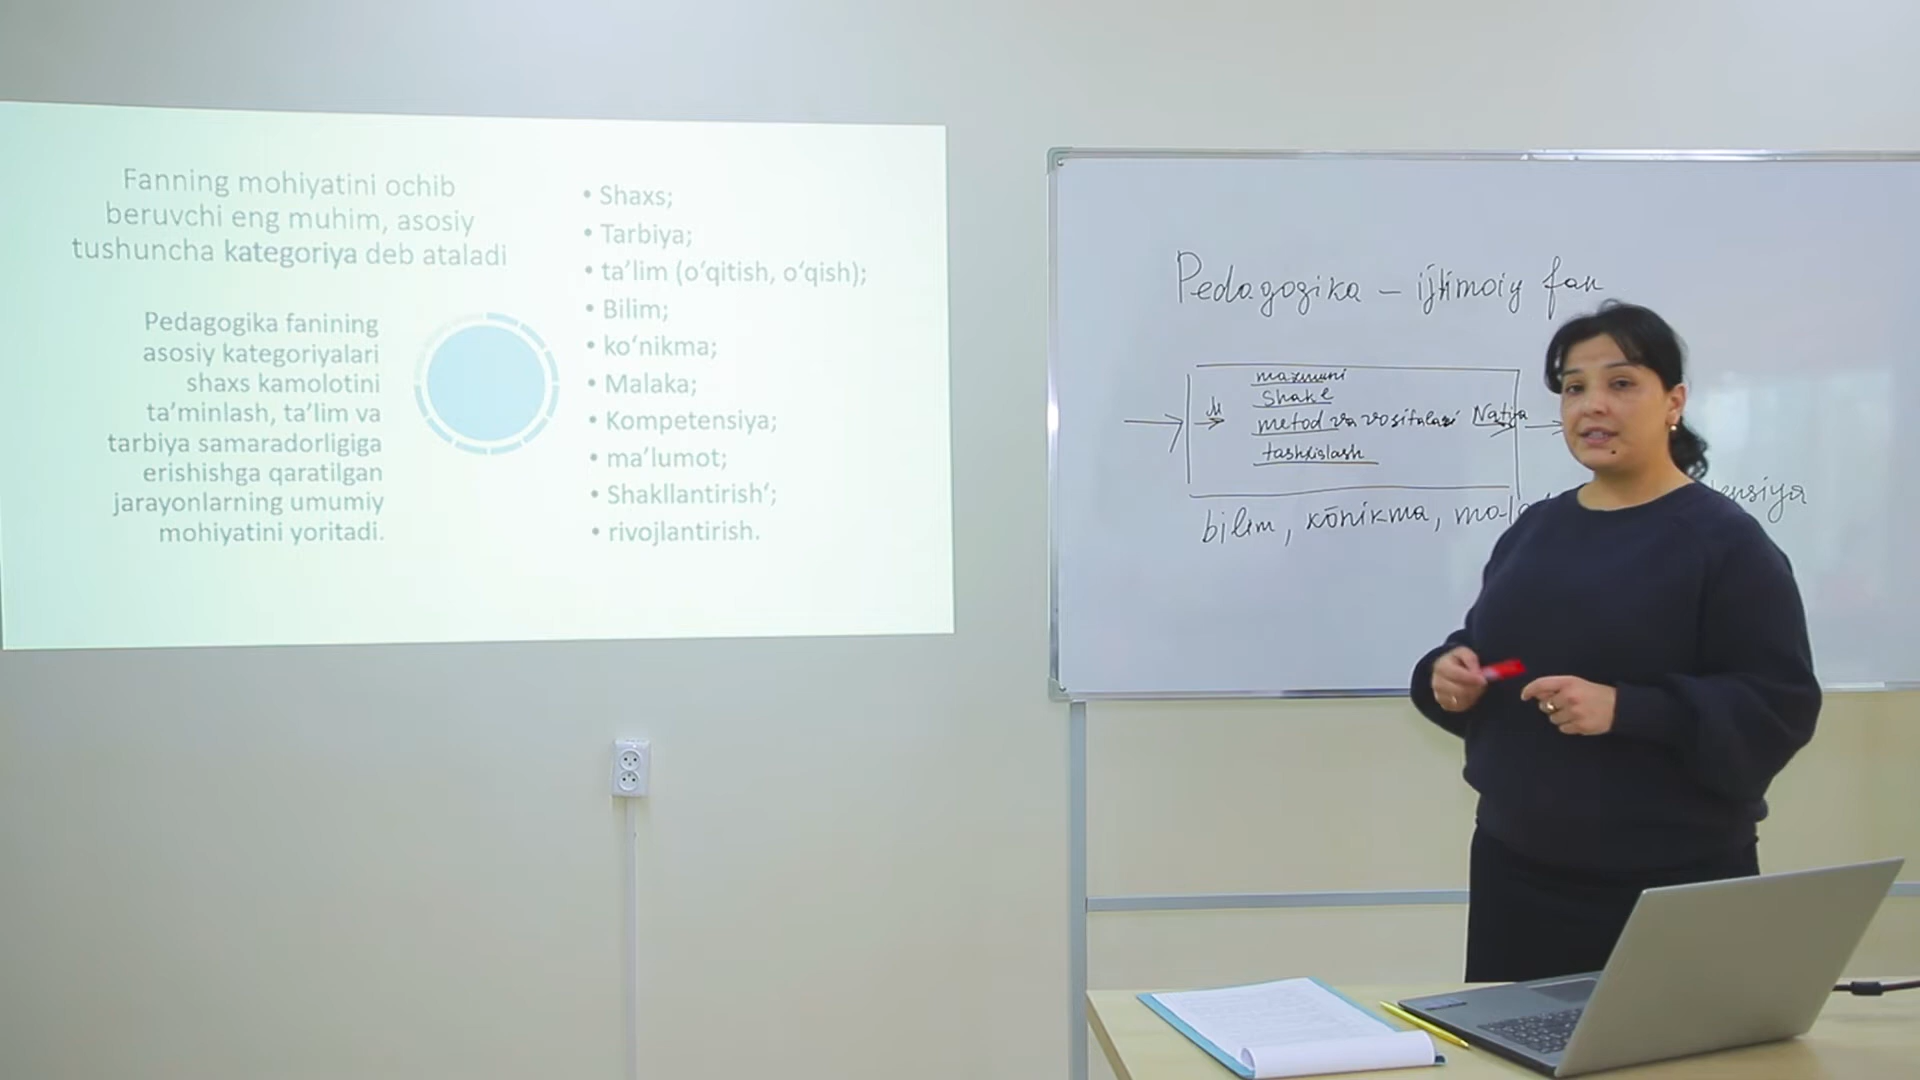 Fanning mohiyatini ochib
beruvchi eng muhim, asosiy
tushuncha kategoriya deb ataladi
Pedagogika fanining
asosiy kategoriyalari
shaxs kamolotini
ta’minlash, ta’lim va
tarbiya samaradorligiga
erishishga qaratilgan
jarayonlarning umumiy
mohiyatini yoritadi.
• Shaxs;
• Tarbiya;
• ta’lim (o‘qitish, o‘qish);
• Bilim;
• ko‘nikma;
• Malaka;
• Kompetensiya;
• ma’lumot;
• Shakllantirish‘;
• rivojlantirish.
Pedagogika – ijtimoiy fan
mazmuni
Shakl
M
metod va vositalari
tashxislash
bilim, kōnikma,